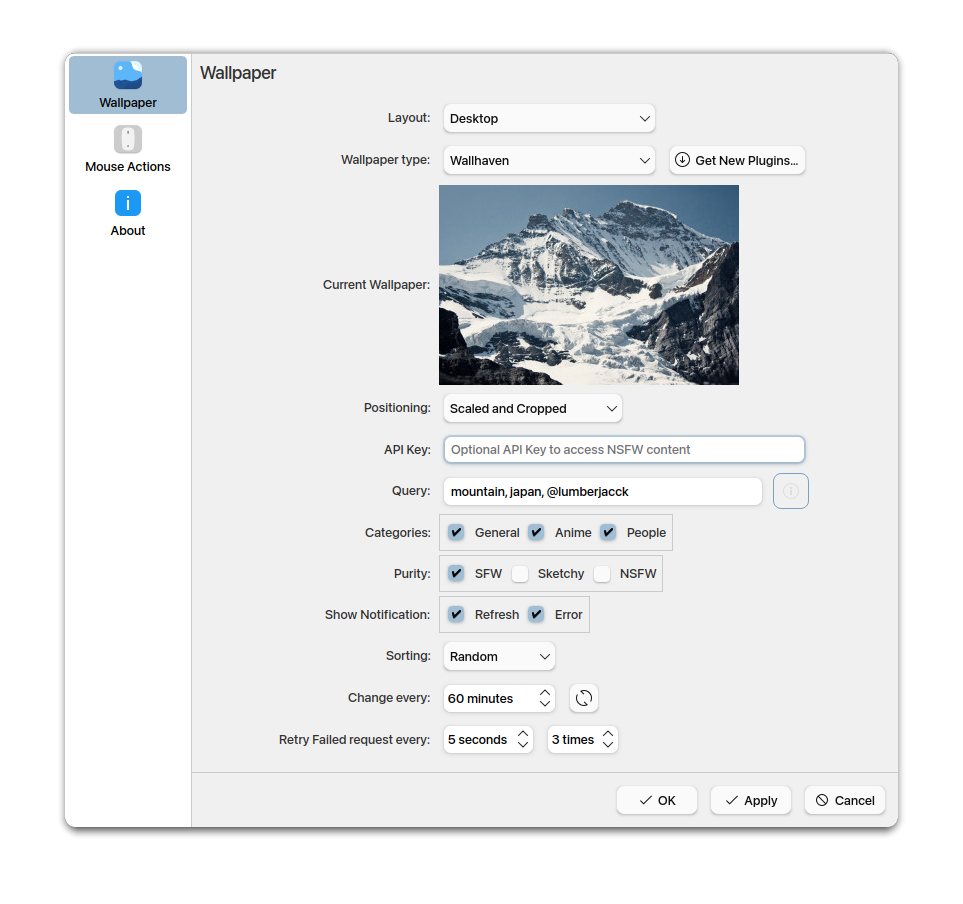 Wallpaper
Mouse Actions
About
Wallpaper
Layout: Desktop
Wallpaper type: Wallhaven Get New Plugins...
Current Wallpaper:
Positioning: Scaled and Cropped
API Key: Optional API Key to access NSFW content
Query: mountain, japan, @lumberjacck
Categories: General Anime People
Purity: SFW Sketchy NSFW
Show Notification: Refresh Error
Sorting: Random
Change every: 60 minutes
Retry Failed request every: 5 seconds 3 times
OK Apply Cancel